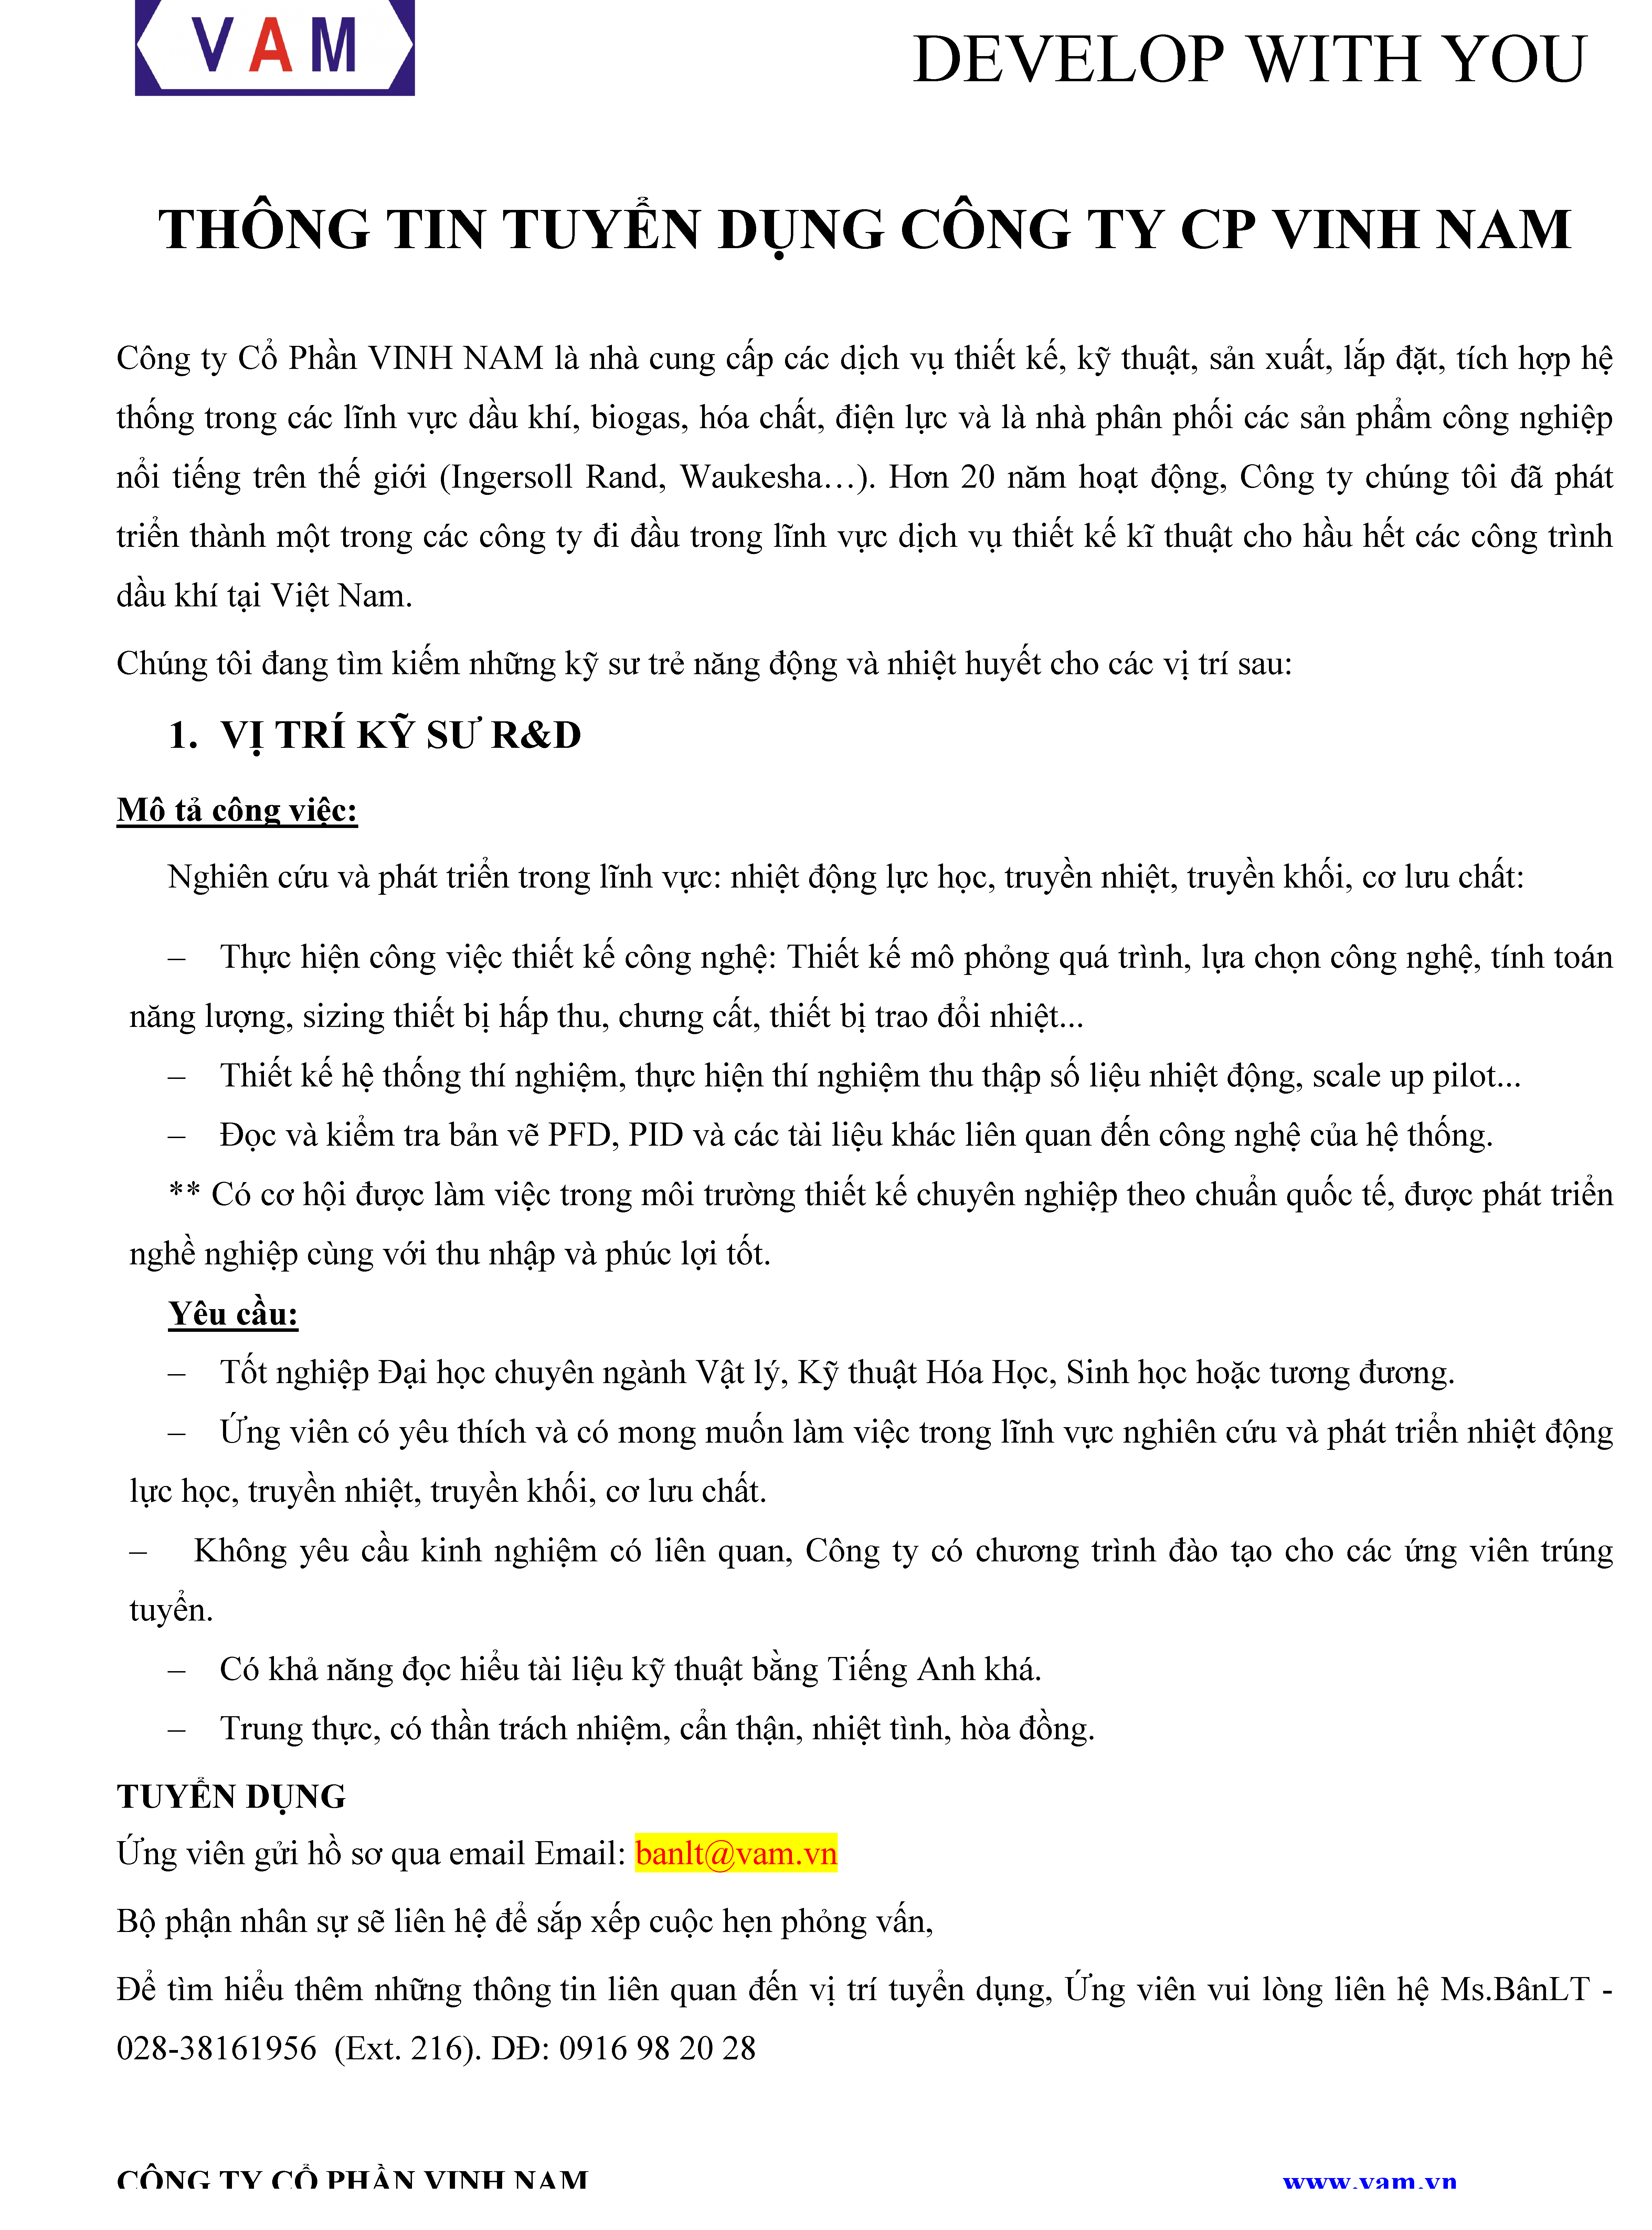 VAM
DEVELOP WITH YOU
THÔNG TIN TUYỂN DỤNG CÔNG TY CP VINH NAM
Công ty Cổ Phần VINH NAM là nhà cung cấp các dịch vụ thiết kế, kỹ thuật, sản xuất, lắp đặt, tích hợp hệ
thống trong các lĩnh vực dầu khí, biogas, hóa chất, điện lực và là nhà phân phối các sản phẩm công nghiệp
nổi tiếng trên thế giới (Ingersoll Rand, Waukesha…). Hơn 20 năm hoạt động, Công ty chúng tôi đã phát
triển thành một trong các công ty đi đầu trong lĩnh vực dịch vụ thiết kế kĩ thuật cho hầu hết các công trình
dầu khí tại Việt Nam.
Chúng tôi đang tìm kiếm những kỹ sư trẻ năng động và nhiệt huyết cho các vị trí sau:
1. VỊ TRÍ KỸ SƯ R&D
Mô tả công việc:
Nghiên cứu và phát triển trong lĩnh vực: nhiệt động lực học, truyền nhiệt, truyền khối, cơ lưu chất:
– Thực hiện công việc thiết kế công nghệ: Thiết kế mô phỏng quá trình, lựa chọn công nghệ, tính toán
năng lượng, sizing thiết bị hấp thu, chưng cất, thiết bị trao đổi nhiệt...
– Thiết kế hệ thống thí nghiệm, thực hiện thí nghiệm thu thập số liệu nhiệt động, scale up pilot...
– Đọc và kiểm tra bản vẽ PFD, PID và các tài liệu khác liên quan đến công nghệ của hệ thống.
** Có cơ hội được làm việc trong môi trường thiết kế chuyên nghiệp theo chuẩn quốc tế, được phát triển
nghề nghiệp cùng với thu nhập và phúc lợi tốt.
Yêu cầu:
– Tốt nghiệp Đại học chuyên ngành Vật lý, Kỹ thuật Hóa Học, Sinh học hoặc tương đương.
– Ứng viên có yêu thích và có mong muốn làm việc trong lĩnh vực nghiên cứu và phát triển nhiệt động
lực học, truyền nhiệt, truyền khối, cơ lưu chất.
– Không yêu cầu kinh nghiệm có liên quan, Công ty có chương trình đào tạo cho các ứng viên trúng
tuyển.
– Có khả năng đọc hiểu tài liệu kỹ thuật bằng Tiếng Anh khá.
– Trung thực, có thần trách nhiệm, cẩn thận, nhiệt tình, hòa đồng.
TUYỂN DỤNG
Ứng viên gửi hồ sơ qua email Email: banlt@vam.vn
Bộ phận nhân sự sẽ liên hệ để sắp xếp cuộc hẹn phỏng vấn,
Để tìm hiểu thêm những thông tin liên quan đến vị trí tuyển dụng, Ứng viên vui lòng liên hệ Ms.BânLT -
028-38161956 (Ext. 216). DĐ: 0916 98 20 28
CÔNG TY CỔ PHẦN VINH NAM www.vam.vn